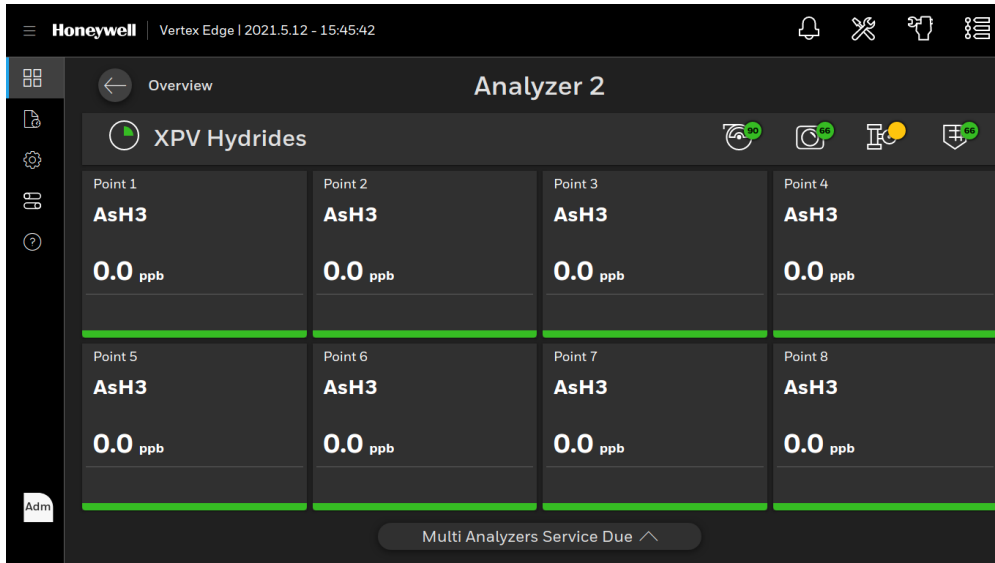 Honeywell Vertex Edge | 2021.5.12 - 15:45:42
Overview
Analyzer 2
XPV Hydrides
90
66
66
Point 1
AsH3
0.0 ppb
Point 2
AsH3
0.0 ppb
Point 3
AsH3
0.0 ppb
Point 4
AsH3
0.0 ppb
Point 5
AsH3
0.0 ppb
Point 6
AsH3
0.0 ppb
Point 7
AsH3
0.0 ppb
Point 8
AsH3
0.0 ppb
Adm
Multi Analyzers Service Due